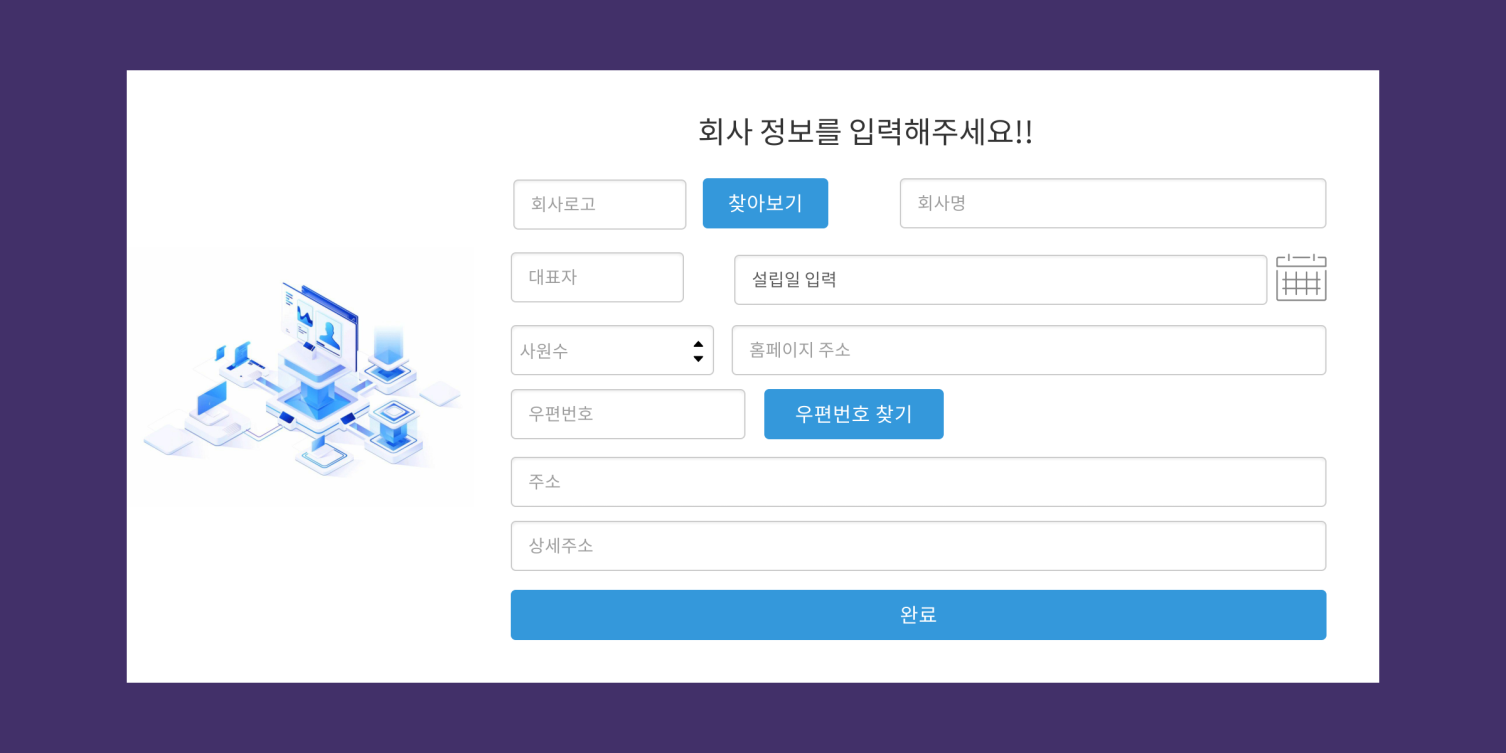 회사 정보를 입력해주세요!!
회사로고 찾아보기 회사명
대표자 설립일 입력
사원수 홈페이지 주소
우편번호 우편번호 찾기
주소
상세주소
완료